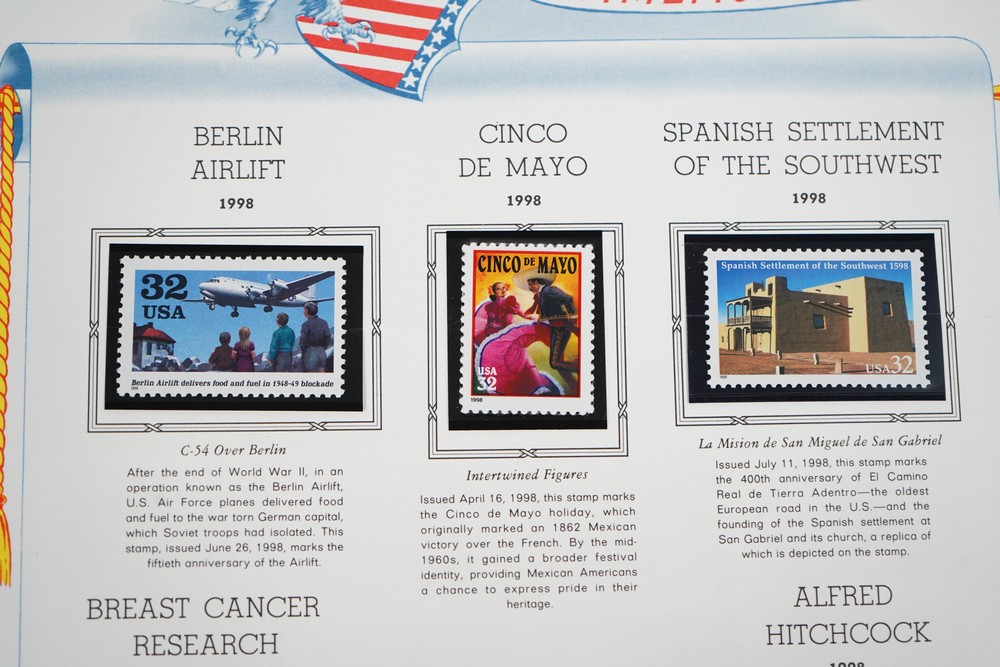 BERLIN
AIRLIFT
1998
32
USA
Berlin Airlift delivers food and fuel in 1948-49 blockade
1998
C-54 Over Berlin
After the end of World War II, in an
operation known as the Berlin Airlift,
U.S. Air Force planes delivered food
and fuel to the war torn German capital,
which Soviet troops had isolated. This
stamp, issued June 26, 1998, marks the
fiftieth anniversary of the Airlift.
CINCO
DE MAYO
1998
CINCO DE MAYO
USA
32
1998
Intertwined Figures
Issued April 16, 1998, this stamp marks
the Cinco de Mayo holiday, which
originally marked an 1862 Mexican
victory over the French. By the mid-
1960s, it gained a broader festival
identity, providing Mexican Americans
a chance to express pride in their
heritage.
SPANISH SETTLEMENT
OF THE SOUTHWEST
1998
Spanish Settlement of the Southwest 1598
USA 32
1998
La Mision de San Miguel de San Gabriel
Issued July 11, 1998, this stamp marks
the 400th anniversary of El Camino
Real de Tierra Adentro—the oldest
European road in the U.S.—and the
founding of the Spanish settlement at
San Gabriel and its church, a replica of
which is depicted on the stamp.
BREAST CANCER
RESEARCH
ALFRED
HITCHCOCK
1998